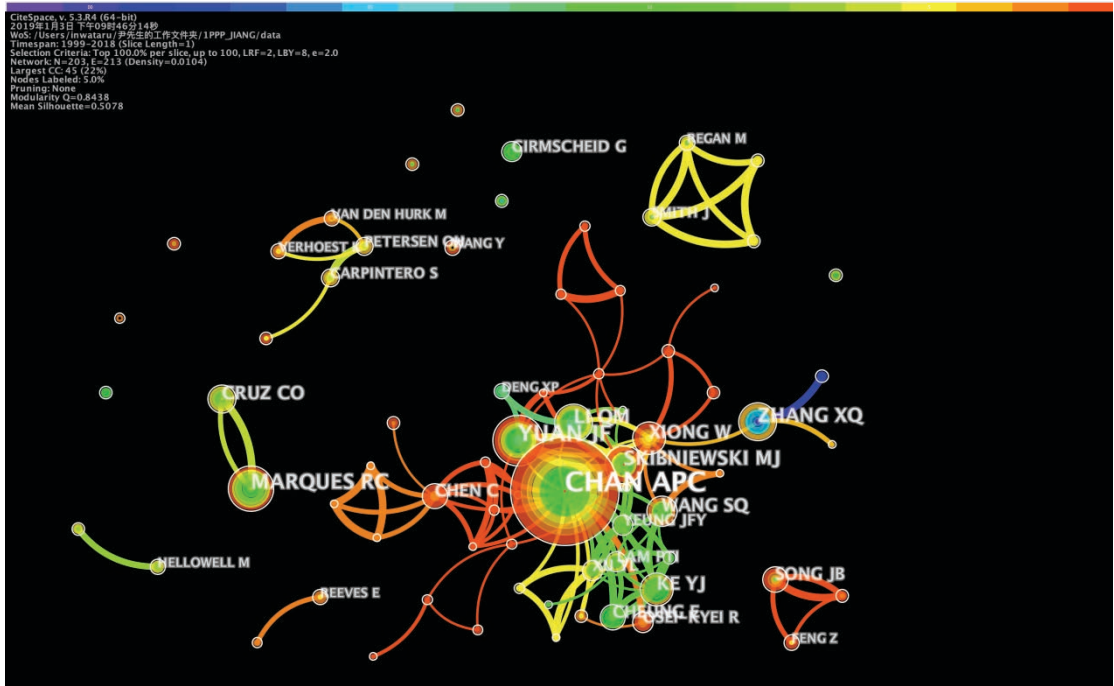 CiteSpace, v. 5.3.R4 (64-bit)
2019年1月3日 下午09时46分14秒
WoS: /Users/inwataru/尹先生的工作文件夹/1PPP_JIANG/data
Timespan: 1999-2018 (Slice Length=1)
Selection Criteria: Top 100.0% per slice, up to 100, LRF=2, LBY=8, e=2.0
Network: N=203, E=213 (Density=0.0104)
Largest CC: 45 (22%)
Nodes Labeled: 5.0%
Pruning: None
Modularity Q=0.8438
Mean Silhouette=0.5078
REGAN M
GIRMSCHEID G
SMITH J
VAN DEN HURK M
VERHOEST K
PETERSEN OH
WANG Y
CARPINTERO S
DENG XP
CRUZ CO
LI QM
ZHANG XQ
YUAN JF
XIONG W
SKIBNIEWSKI MJ
MARQUES RC
CHAN APC
CHEN C
WANG SQ
YEUNG JFY
HELLOWELL M
LAM PTI
XU YL
SONG JB
KE YJ
REEVES E
CHEUNG E
OSEI-KYEI R
FENG Z